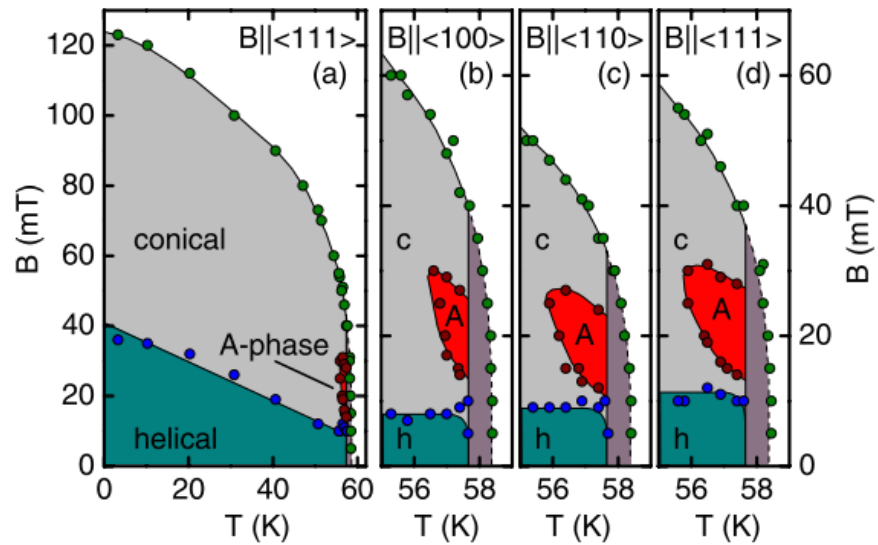 B||<111>
(a)
B||<100>
(b)
B||<110>
(c)
B||<111>
(d)
120
100
80
60
40
20
0
B (mT)
conical
A-phase
helical
c
A
h
c
A
h
c
A
h
60
40
20
0
B (mT)
0 20 40 60
56 58
56 58
56 58
T (K)
T (K)
T (K)
T (K)